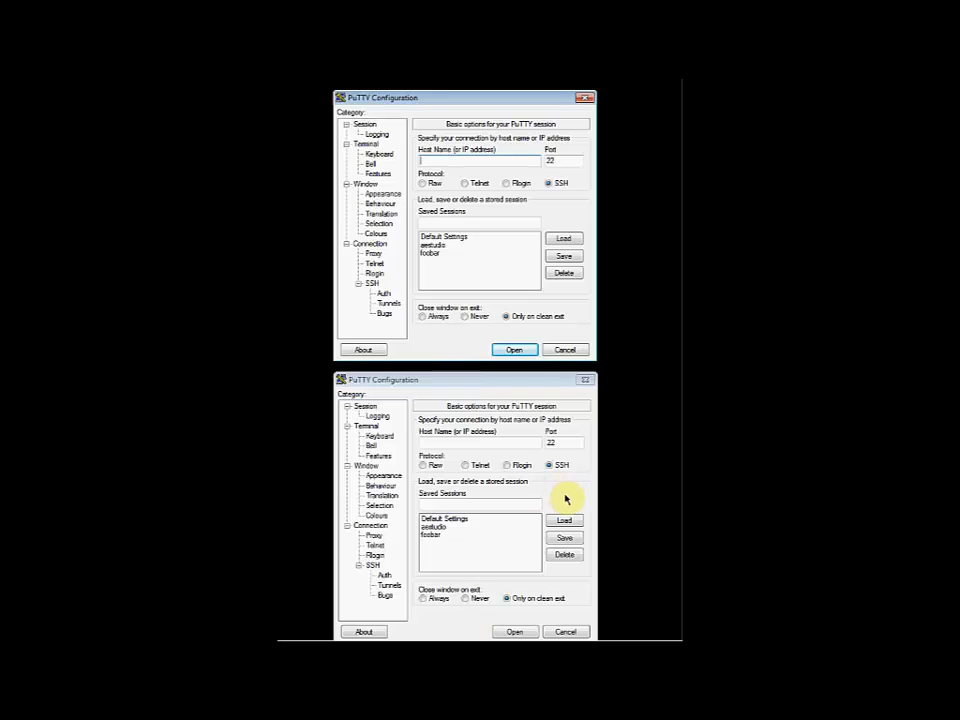 PuTTY Configuration
Category:
Session
Logging
Terminal
Keyboard
Bell
Features
Window
Appearance
Behaviour
Translation
Selection
Colours
Connection
Proxy
Telnet
Rlogin
SSH
Auth
Tunnels
Bugs
Basic options for your PuTTY session
Specify your connection by host name or IP address
Host Name (or IP address) Port
22
Protocol:
Raw Telnet Rlogin SSH
Load, save or delete a stored session
Saved Sessions
Default Settings
aestudio
foobar
Load
Save
Delete
Close window on exit:
Always Never Only on clean exit
About Open Cancel
PuTTY Configuration
Category:
Session
Logging
Terminal
Keyboard
Bell
Features
Window
Appearance
Behaviour
Translation
Selection
Colours
Connection
Proxy
Telnet
Rlogin
SSH
Auth
Tunnels
Bugs
Basic options for your PuTTY session
Specify your connection by host name or IP address
Host Name (or IP address) Port
22
Protocol:
Raw Telnet Rlogin SSH
Load, save or delete a stored session
Saved Sessions
Default Settings
aestudio
foobar
Load
Save
Delete
Close window on exit:
Always Never Only on clean exit
About Open Cancel